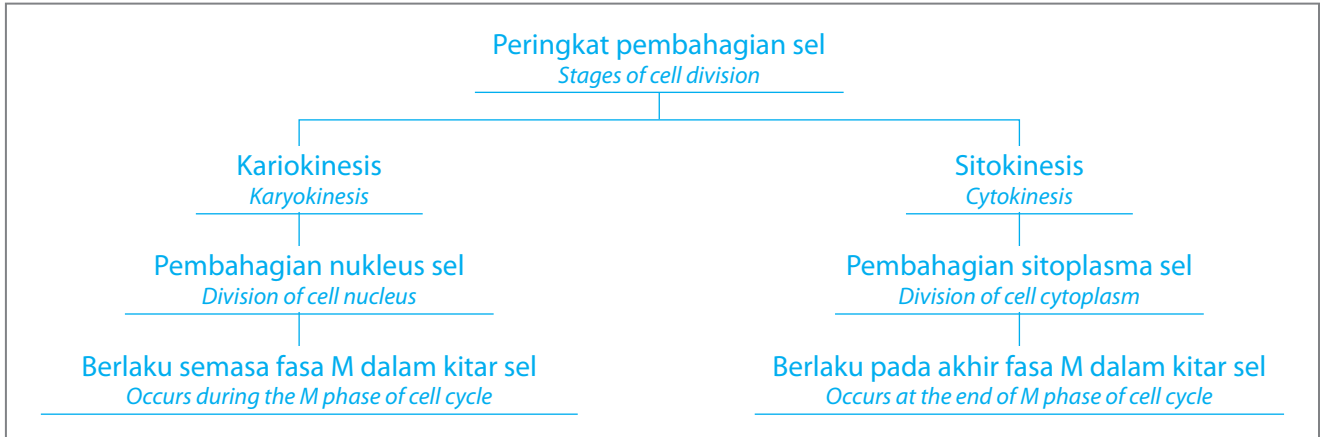 Peringkat pembahagian sel
Stages of cell division
Kariokinesis
Karyokinesis
Pembahagian nukleus sel
Division of cell nucleus
Berlaku semasa fasa M dalam kitar sel
Occurs during the M phase of cell cycle
Sitokinesis
Cytokinesis
Pembahagian sitoplasma sel
Division of cell cytoplasm
Berlaku pada akhir fasa M dalam kitar sel
Occurs at the end of M phase of cell cycle